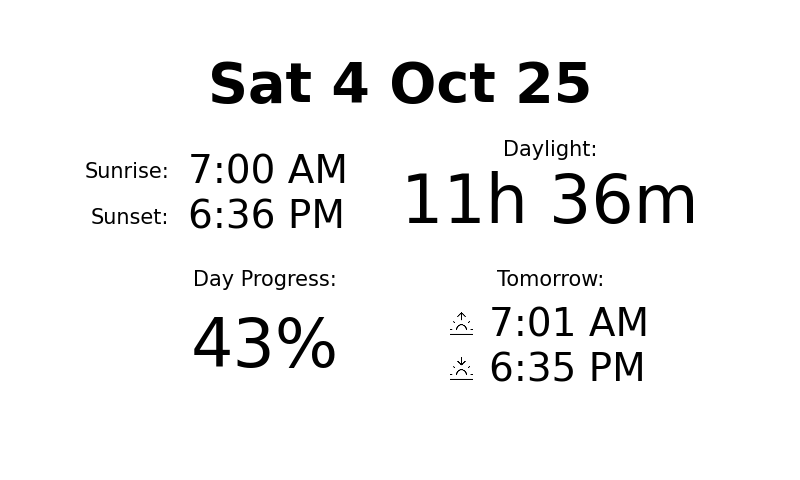 Sat 4 Oct 25
Sunrise: 7:00 AM
Sunset: 6:36 PM
Daylight:
11h 36m
Day Progress:
43%
Tomorrow:
7:01 AM
6:35 PM